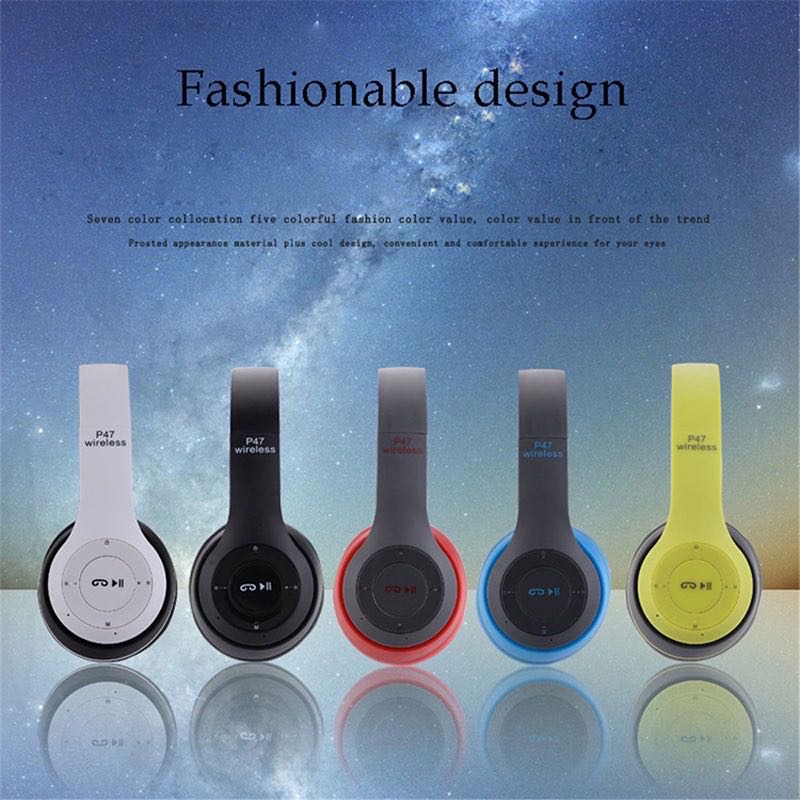 Fashionable design
Seven color collocation five colorful fashion color value, color value in front of the trend
Frosted appearance material plus cool design, convenient and comfortable experience for your eyes
P47
wireless
P47
wireless
P47
wireless
P47
wireless
P47
wireless
M
M